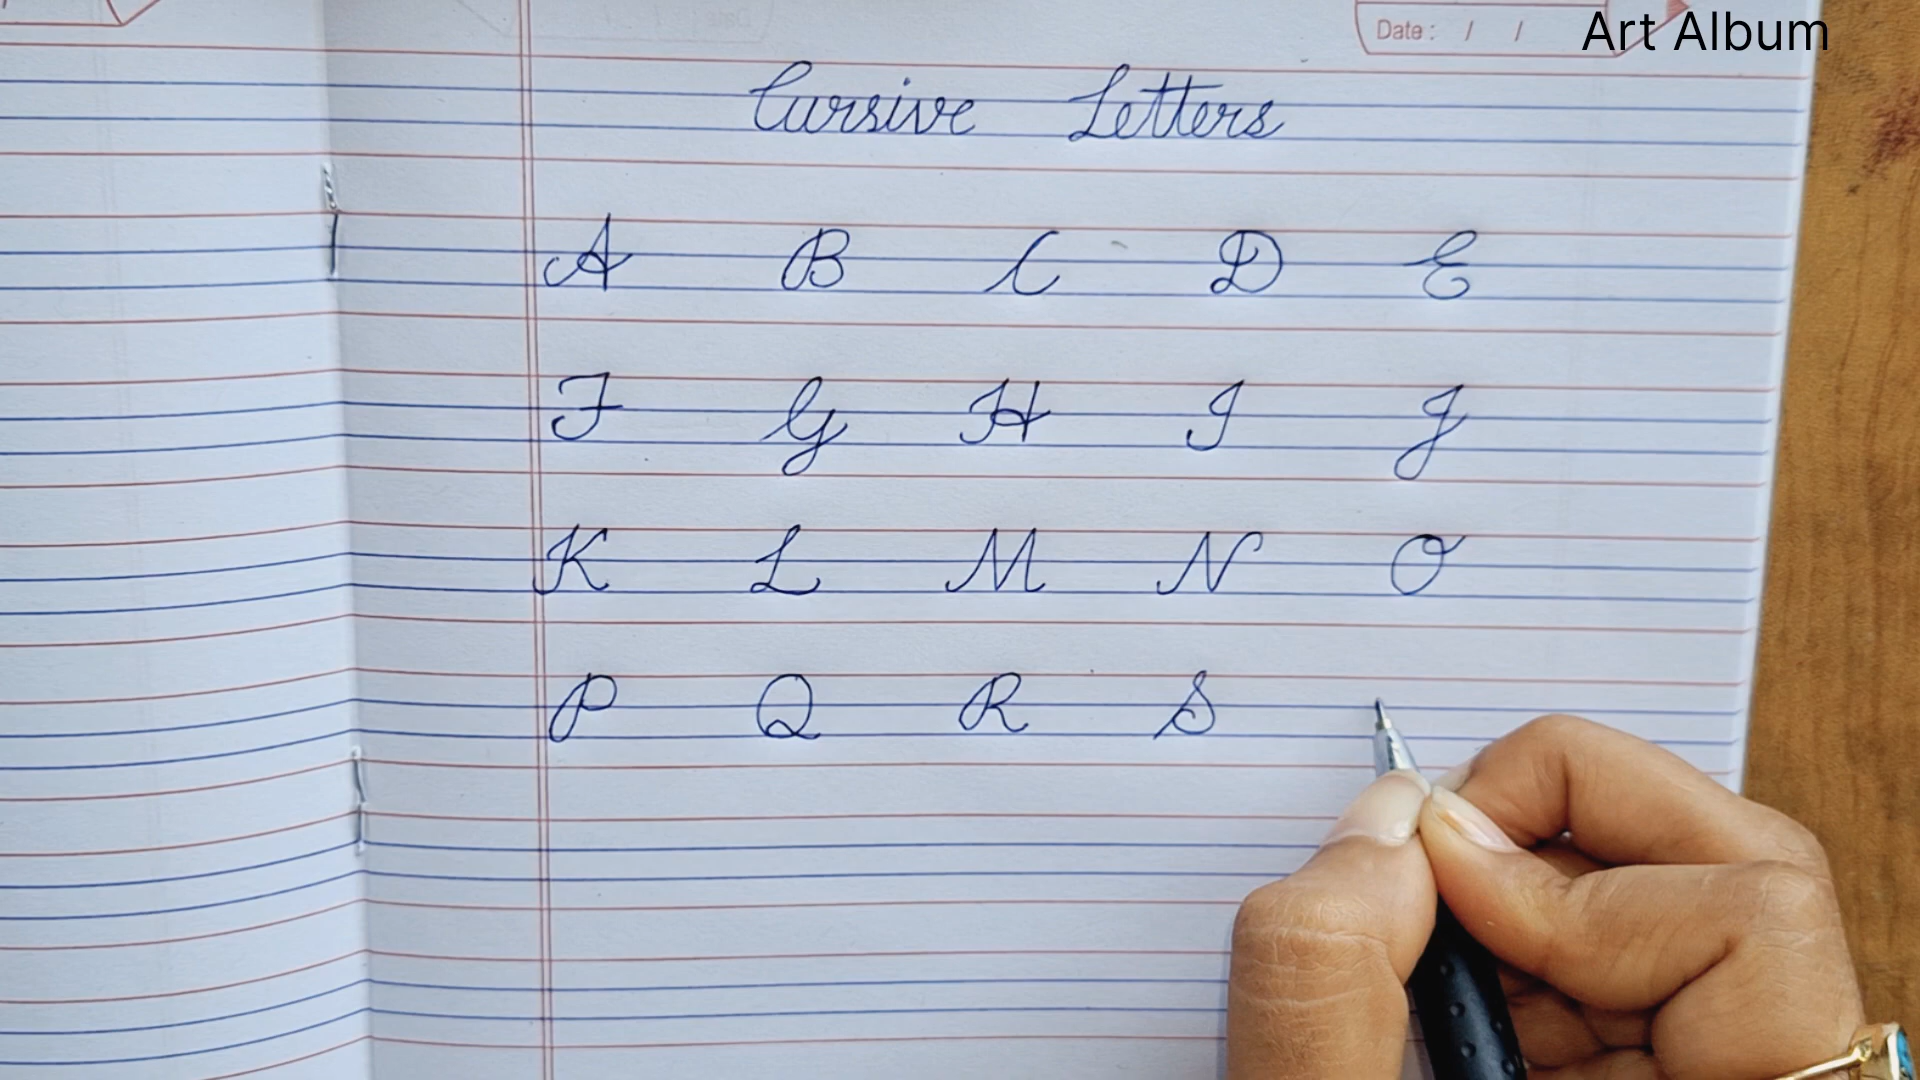 Date: / / Art Album
Cursive Letters
A B C D E
F G H I J
K L M N O
P Q R S